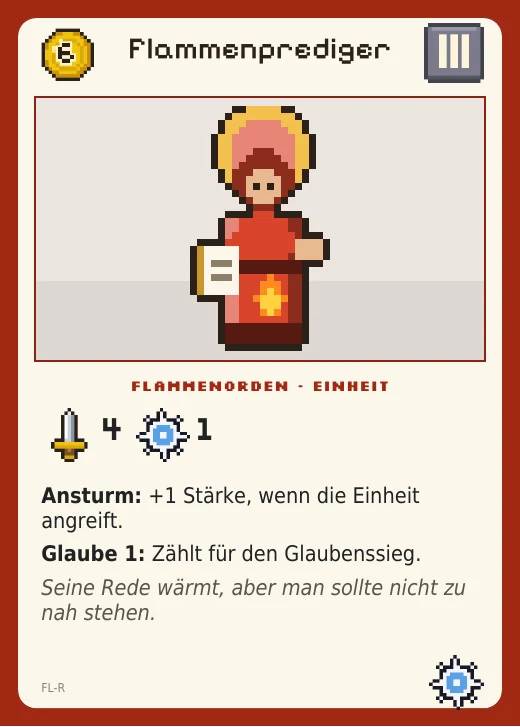 Flammenprediger
III
FLAMMENORDEN - EINHEIT
4 1
Ansturm: +1 Stärke, wenn die Einheit
angreift.
Glaube 1: Zählt für den Glaubenssieg.
Seine Rede wärmt, aber man sollte nicht zu
nah stehen.
FL-R